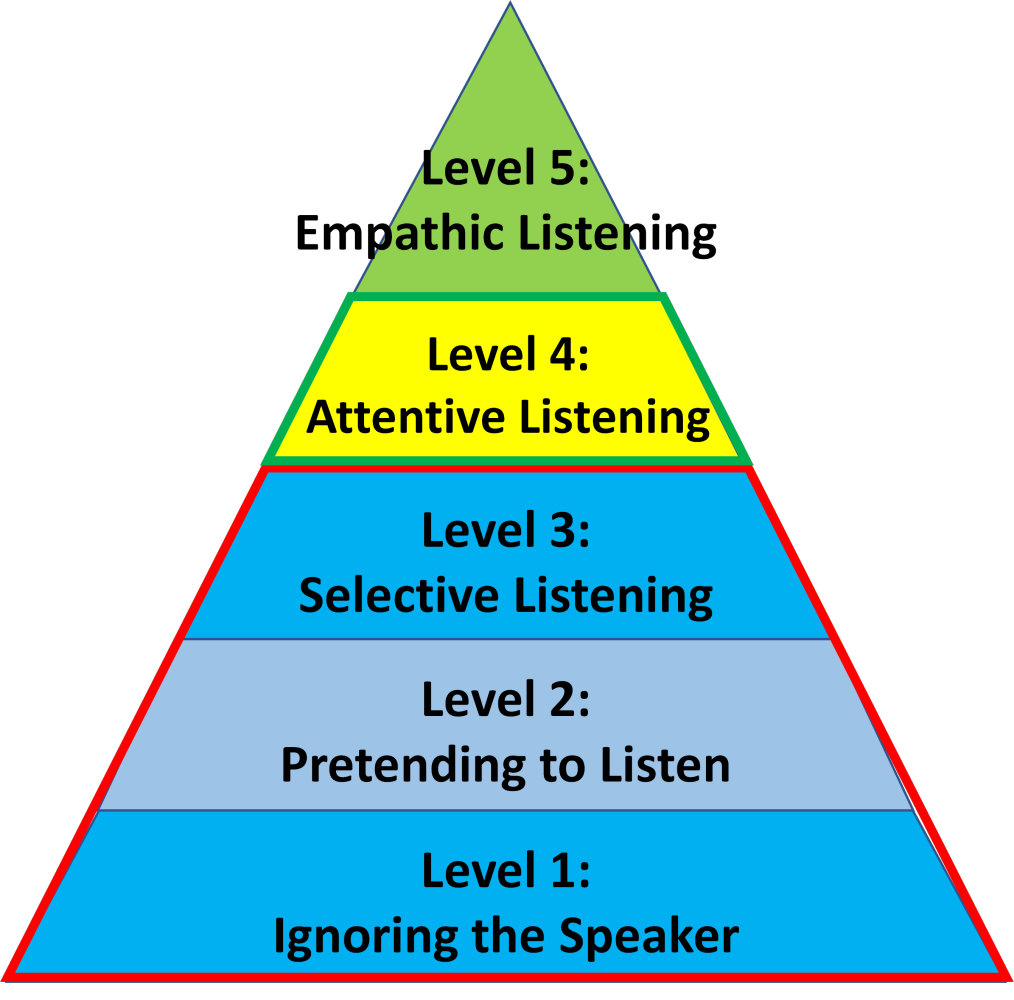 Level 5:
Empathic Listening
Level 4:
Attentive Listening
Level 3:
Selective Listening
Level 2:
Pretending to Listen
Level 1:
Ignoring the Speaker